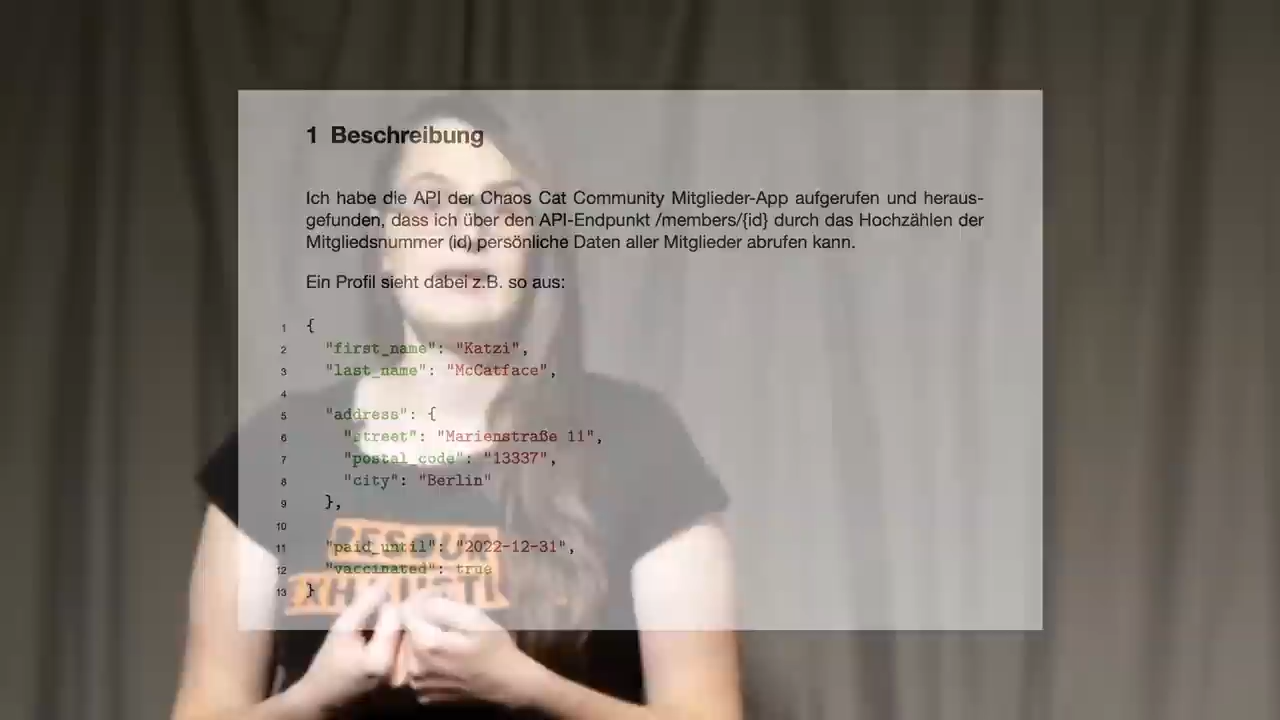 1 Beschreibung
Ich habe die API der Chaos Cat Community Mitglieder-App aufgerufen und heraus-
gefunden, dass ich über den API-Endpunkt /members/{id} durch das Hochzählen der
Mitgliedsnummer (id) persönliche Daten aller Mitglieder abrufen kann.
Ein Profil sieht dabei z.B. so aus:
1 {
2 "first_name": "Katzi",
3 "last_name": "McCatface",
4
5 "address": {
6 "street": "Marienstraße 11",
7 "postal_code": "13337",
8 "city": "Berlin"
9 },
10
11 "paid_until": "2022-12-31",
12 "vaccinated": true
13 }